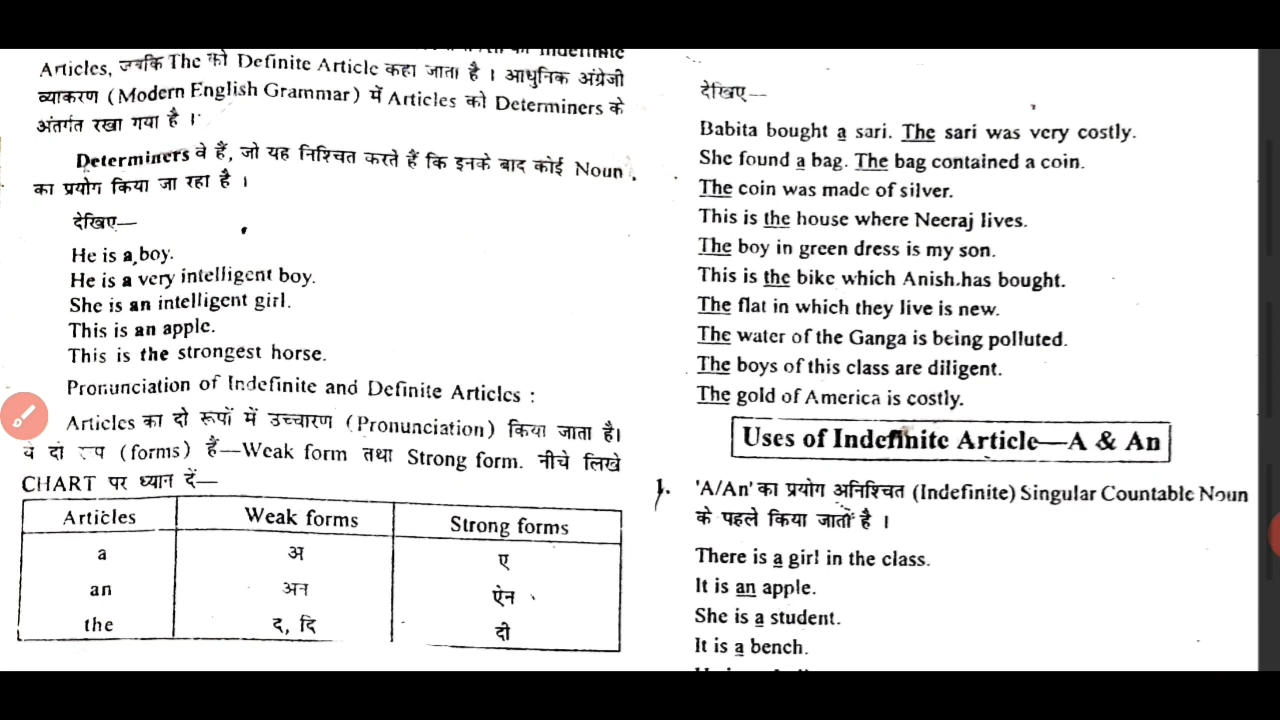 Articles, जबकि The को Definite Article कहा जाता है । आधुनिक अंग्रेजी
व्याकरण (Modern English Grammar) में Articles को Determiners के
अंतर्गत रखा गया है ।
Determiners वे हैं, जो यह निश्चित करते हैं कि इनके बाद कोई Noun
का प्रयोग किया जा रहा है ।
देखिए—
He is a boy.
He is a very intelligent boy.
She is an intelligent girl.
This is an apple.
This is the strongest horse.
Pronunciation of Indefinite and Definite Articles :
Articles का दो रूपों में उच्चारण (Pronunciation) किया जाता है।
(forms) हैं—Weak form तथा Strong form. नीचे लिखे
CHART पर ध्यान दें—
Articles Weak forms Strong forms
a अ ए
an अन ऐन
the द, दि दी
देखिए—
Babita bought a sari. The sari was very costly.
She found a bag. The bag contained a coin.
The coin was made of silver.
This is the house where Neeraj lives.
The boy in green dress is my son.
This is the bike which Anish has bought.
The flat in which they live is new.
The water of the Ganga is being polluted.
The boys of this class are diligent.
The gold of America is costly.
Uses of Indefinite Article—A & An
1. 'A/An' का प्रयोग अनिश्चित (Indefinite) Singular Countable Noun
के पहले किया जाता है ।
There is a girl in the class.
It is an apple.
She is a student.
It is a bench.